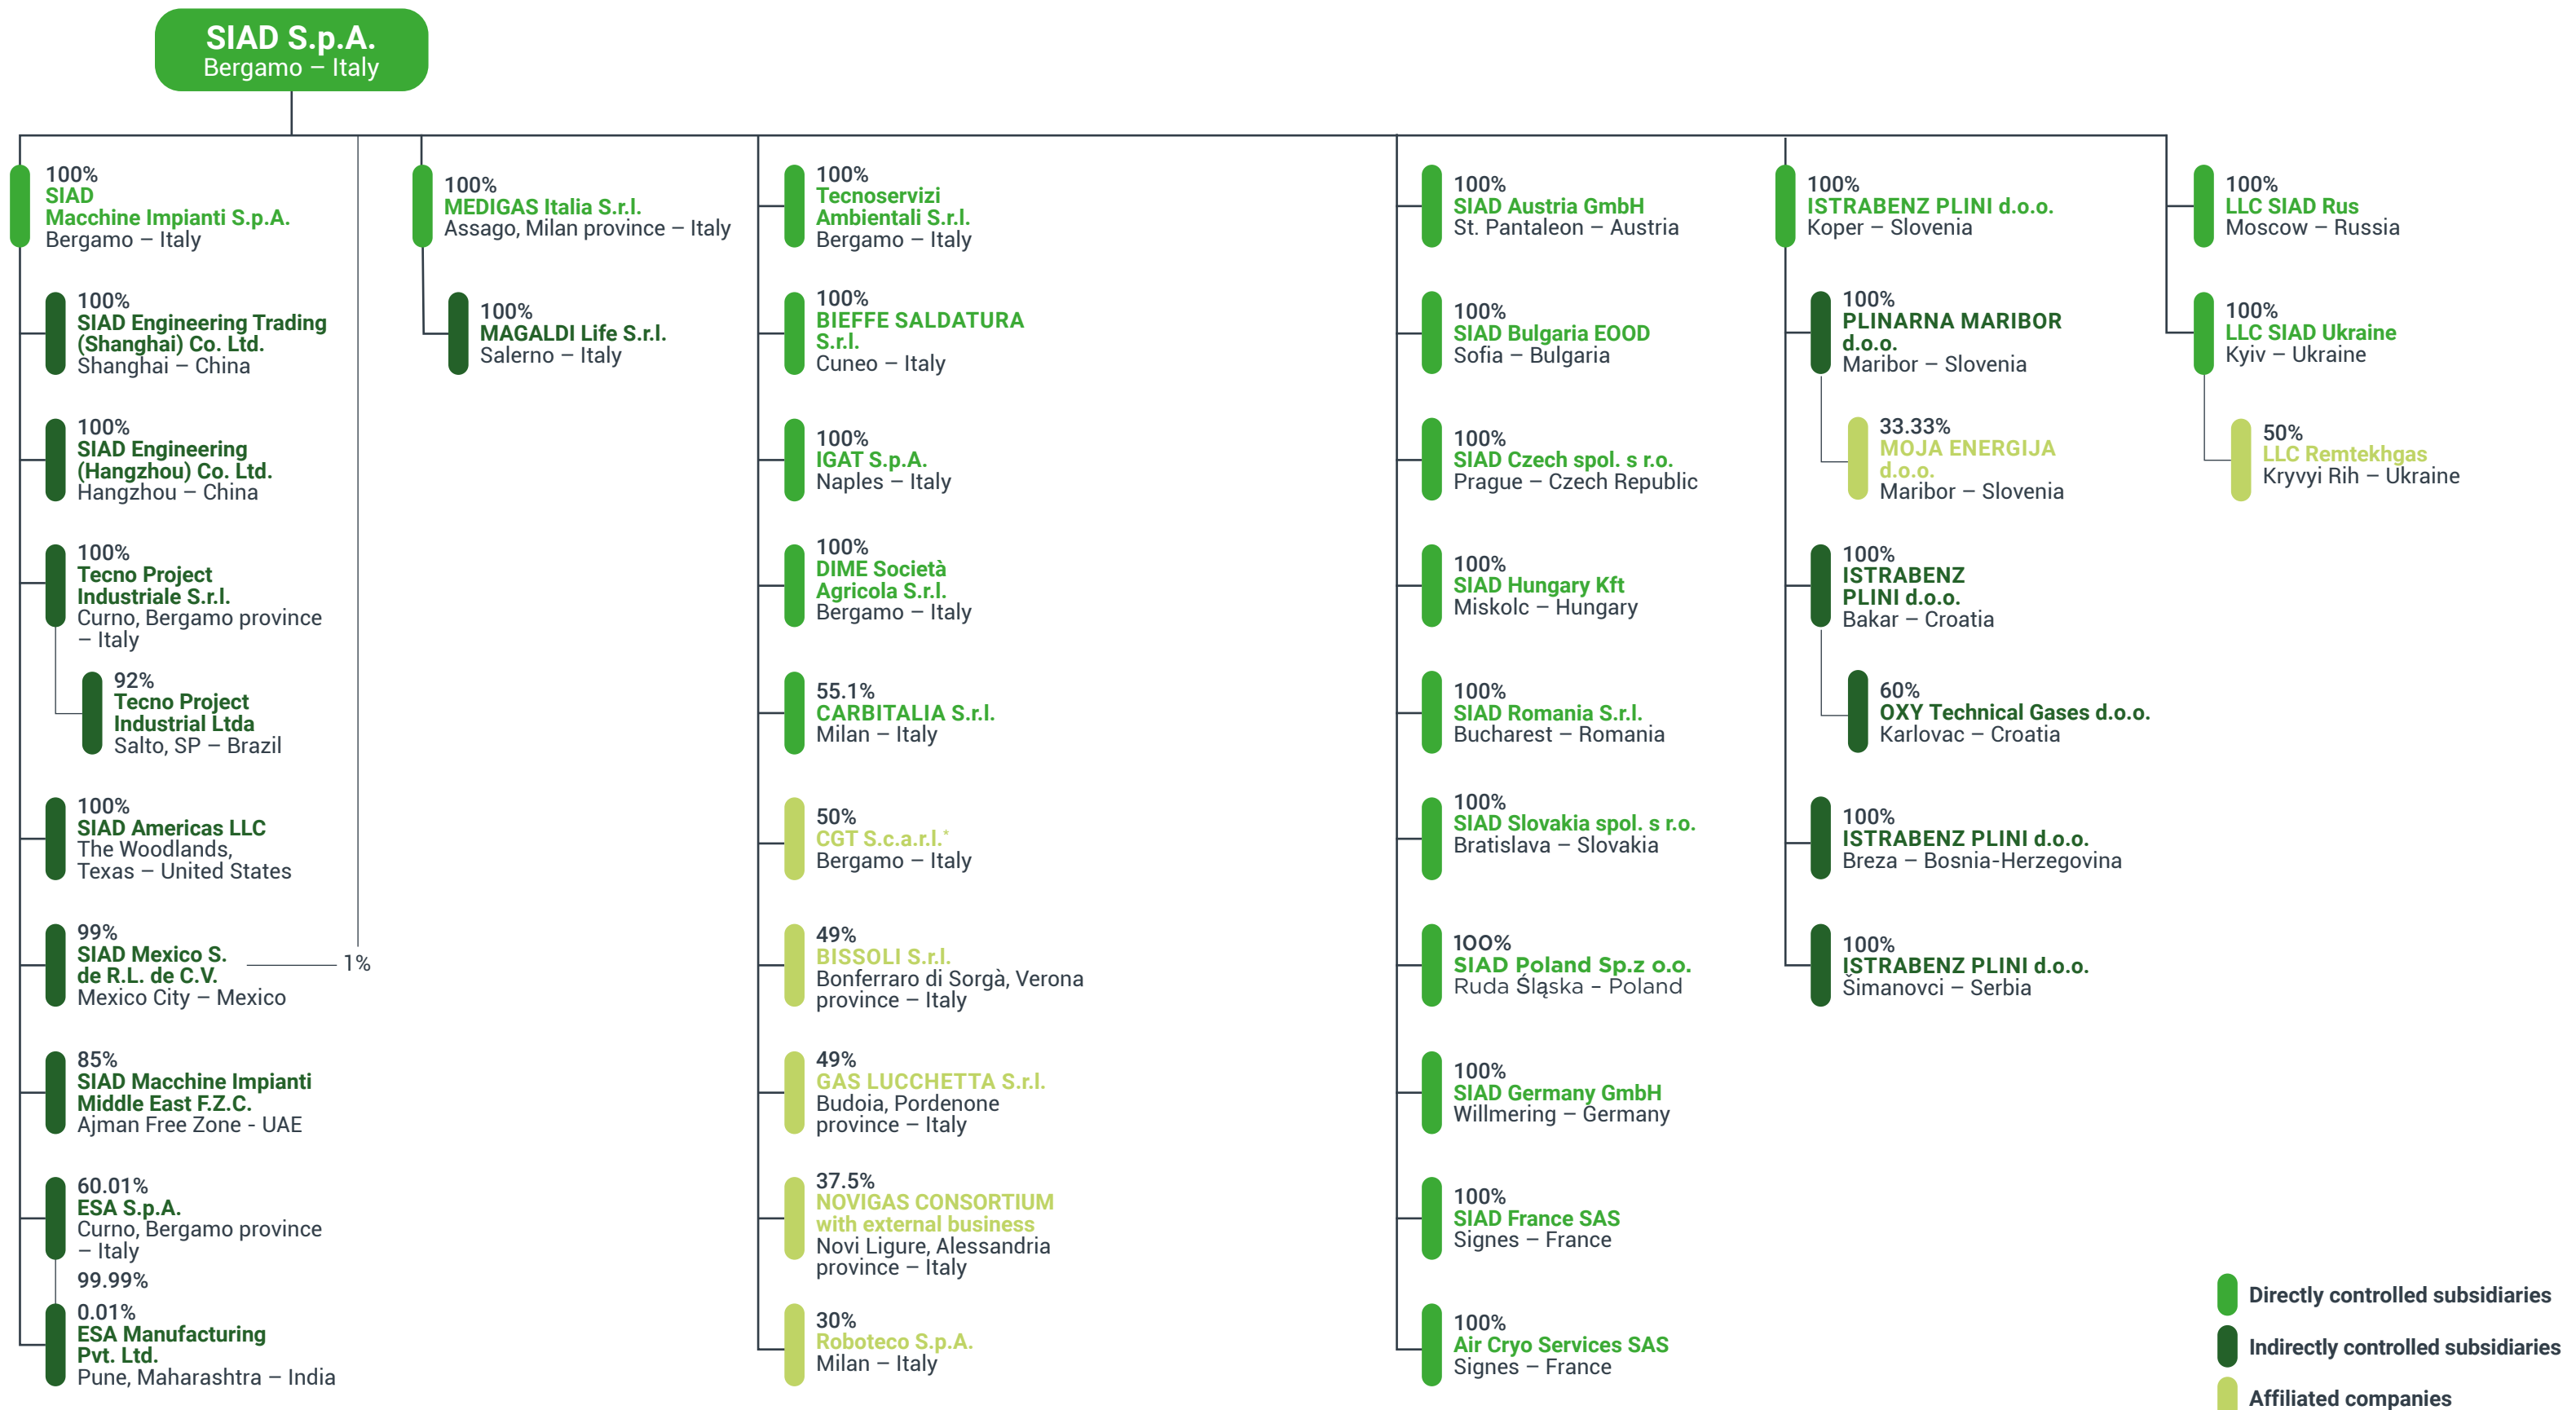 SIAD S.p.A.
Bergamo – Italy
100%
SIAD
Macchine Impianti S.p.A.
Bergamo – Italy
100%
SIAD Engineering Trading
(Shanghai) Co. Ltd.
Shanghai – China
100%
SIAD Engineering
(Hangzhou) Co. Ltd.
Hangzhou – China
100%
Tecno Project
Industriale S.r.l.
Curno, Bergamo province
– Italy
92%
Tecno Project
Industrial Ltda
Salto, SP – Brazil
100%
SIAD Americas LLC
The Woodlands,
Texas – United States
99%
SIAD Mexico S.
de R.L. de C.V.
Mexico City – Mexico
1%
85%
SIAD Macchine Impianti
Middle East F.Z.C.
Ajman Free Zone - UAE
60.01%
ESA S.p.A.
Curno, Bergamo province
– Italy
99.99%
0.01%
ESA Manufacturing
Pvt. Ltd.
Pune, Maharashtra – India
100%
MEDIGAS Italia S.r.l.
Assago, Milan province – Italy
100%
MAGALDI Life S.r.l.
Salerno – Italy
100%
Tecnoservizi
Ambientali S.r.l.
Bergamo – Italy
100%
BIEFFE SALDATURA
S.r.l.
Cuneo – Italy
100%
IGAT S.p.A.
Naples – Italy
100%
DIME Società
Agricola S.r.l.
Bergamo – Italy
55.1%
CARBITALIA S.r.l.
Milan – Italy
50%
CGT S.c.a.r.l.*
Bergamo – Italy
49%
BISSOLI S.r.l.
Bonferraro di Sorgà, Verona
province – Italy
49%
GAS LUCCHETTA S.r.l.
Budoia, Pordenone
province – Italy
37.5%
NOVIGAS CONSORTIUM
with external business
Novi Ligure, Alessandria
province – Italy
30%
Roboteco S.p.A.
Milan – Italy
100%
SIAD Austria GmbH
St. Pantaleon – Austria
100%
SIAD Bulgaria EOOD
Sofia – Bulgaria
100%
SIAD Czech spol. s r.o.
Prague – Czech Republic
100%
SIAD Hungary Kft
Miskolc – Hungary
100%
SIAD Romania S.r.l.
Bucharest – Romania
100%
SIAD Slovakia spol. s r.o.
Bratislava – Slovakia
100%
SIAD Poland Sp.z o.o.
Ruda Śląska - Poland
100%
SIAD Germany GmbH
Willmering – Germany
100%
SIAD France SAS
Signes – France
100%
Air Cryo Services SAS
Signes – France
100%
ISTRABENZ PLINI d.o.o.
Koper – Slovenia
100%
PLINARNA MARIBOR
d.o.o.
Maribor – Slovenia
33.33%
MOJA ENERGIJA
d.o.o.
Maribor – Slovenia
100%
ISTRABENZ
PLINI d.o.o.
Bakar – Croatia
60%
OXY Technical Gases d.o.o.
Karlovac – Croatia
100%
ISTRABENZ PLINI d.o.o.
Breza – Bosnia-Herzegovina
100%
ISTRABENZ PLINI d.o.o.
Šimanovci – Serbia
100%
LLC SIAD Rus
Moscow – Russia
100%
LLC SIAD Ukraine
Kyiv – Ukraine
50%
LLC Remtekhgas
Kryvyi Rih – Ukraine
Directly controlled subsidiaries
Indirectly controlled subsidiaries
Affiliated companies